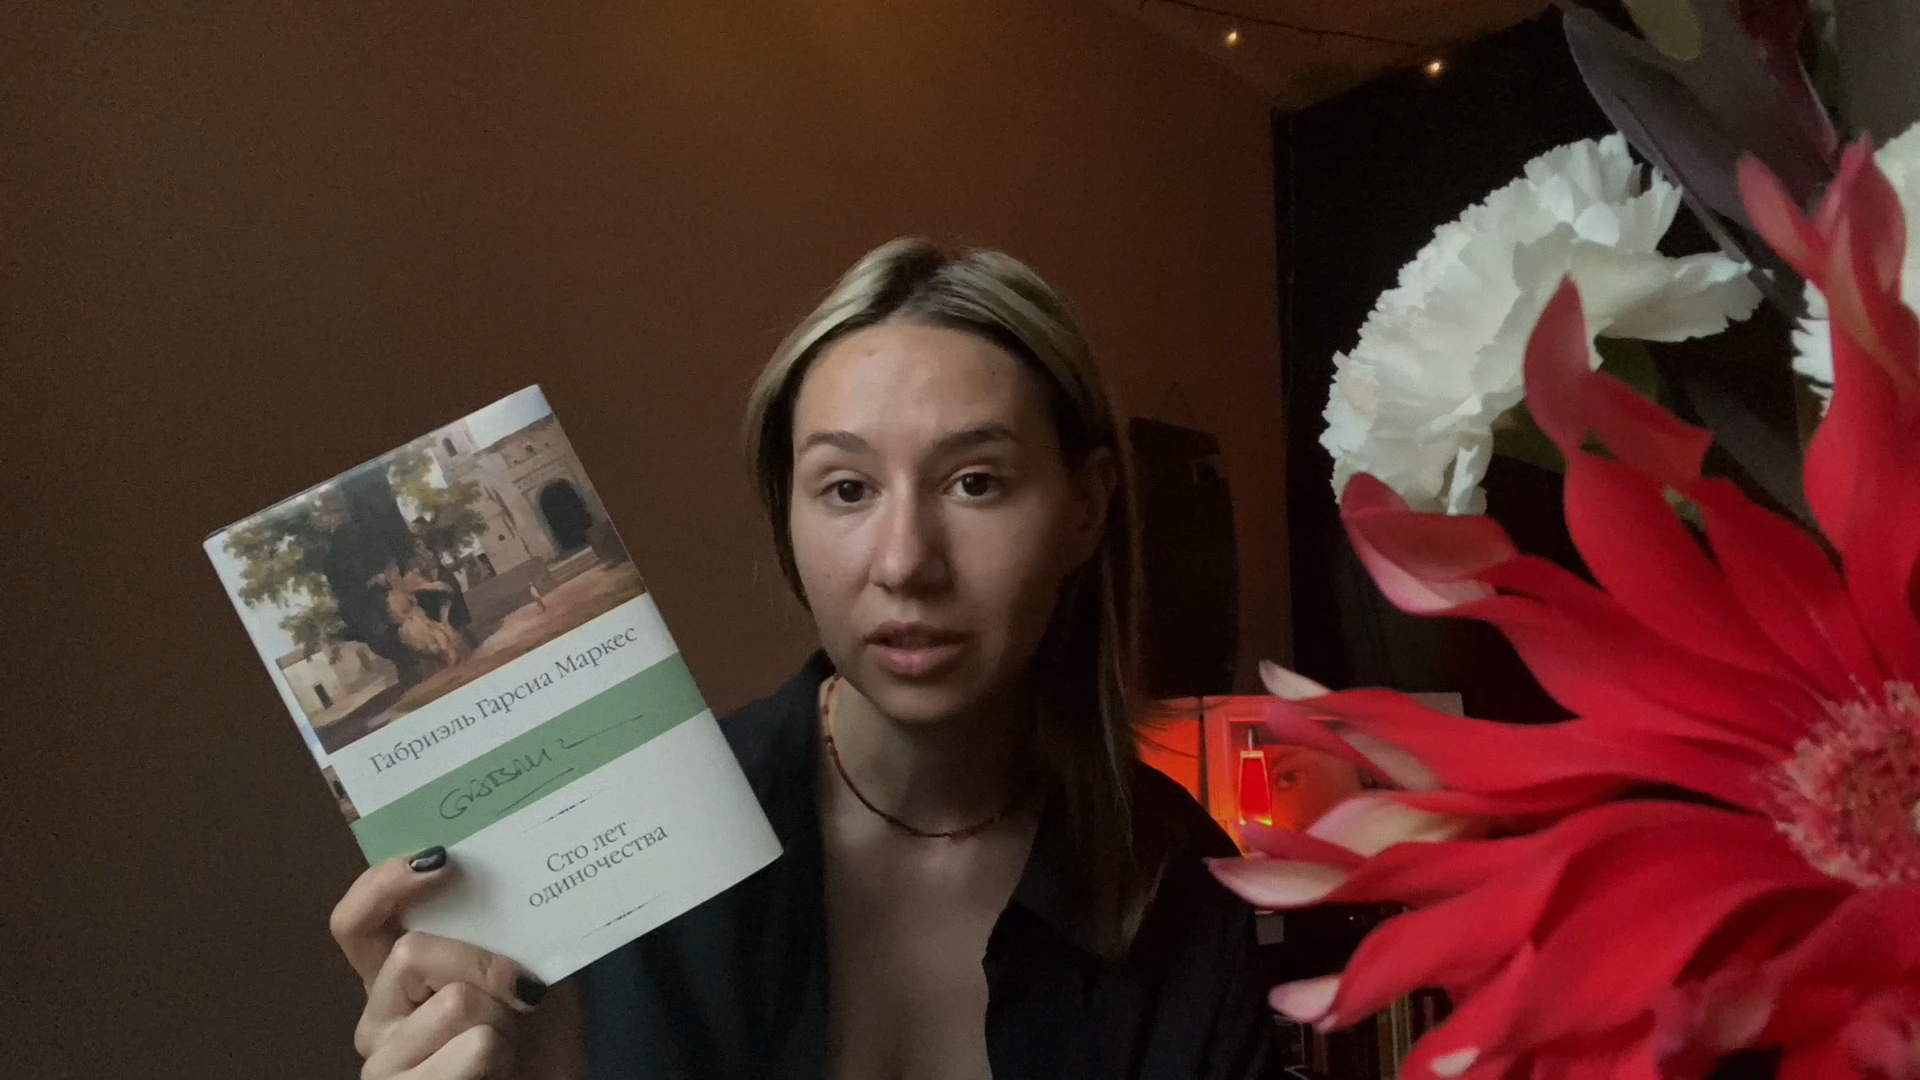 Габриэль Гарсиа Маркес
Сто лет
одиночества